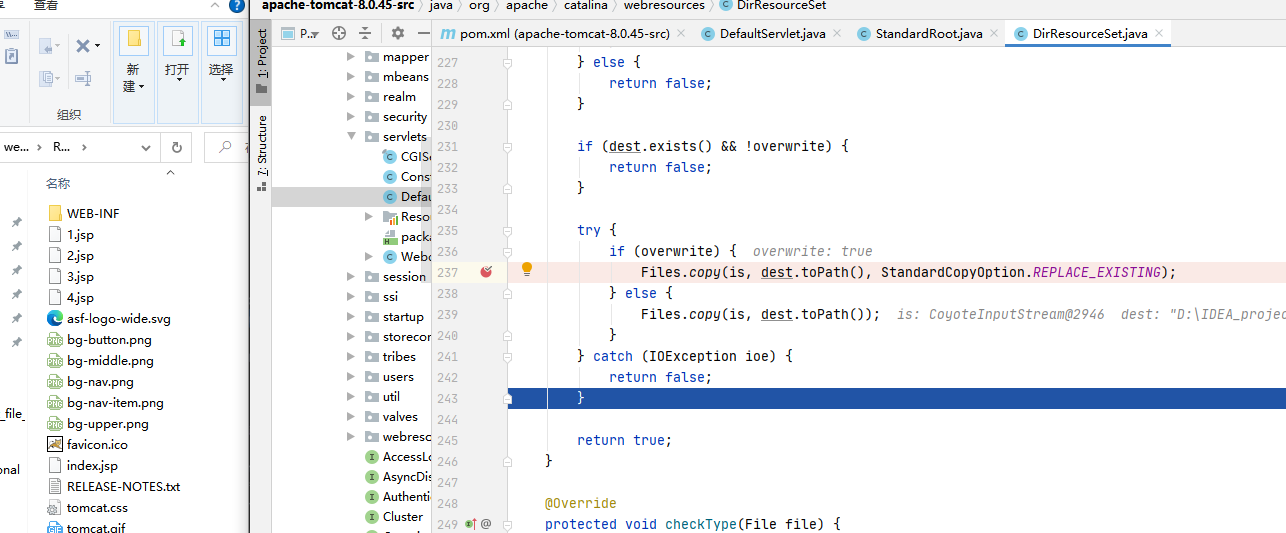 查看
新建
打开
选择
组织
we...
R...
名称
WEB-INF
1.jsp
2.jsp
3.jsp
4.jsp
asf-logo-wide.svg
bg-button.png
bg-middle.png
bg-nav.png
bg-nav-item.png
bg-upper.png
favicon.ico
index.jsp
RELEASE-NOTES.txt
tomcat.css
tomcat.gif
_file_
onal
apache-tomcat-8.0.45-src
java
org
apache
catalina
webresources
DirResourceSet
1: Project
7: Structure
P..
mapper
mbeans
realm
security
servlets
CGISe
Const
Defau
Resou
packa
Webd
session
ssi
startup
storecon
tribes
users
util
valves
webreso
AccessLo
AsyncDis
Authenti
Cluster
pom.xml (apache-tomcat-8.0.45-src)
DefaultServlet.java
StandardRoot.java
DirResourceSet.java
227 } else {
228 return false;
229 }
230
231 if (dest.exists() && !overwrite) {
232 return false;
233 }
234
235 try {
236 if (overwrite) { overwrite: true
237 Files.copy(is, dest.toPath(), StandardCopyOption.REPLACE_EXISTING);
238 } else {
239 Files.copy(is, dest.toPath()); is: CoyoteInputStream@2946 dest: "D:\IDEA_projec
240 }
241 } catch (IOException ioe) {
242 return false;
243 }
244
245 return true;
246 }
247
248 @Override
249 @ protected void checkType(File file) {